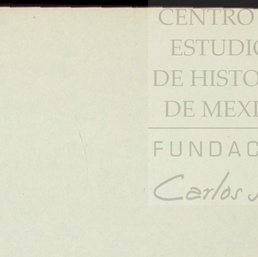 CENTRO
ESTUDIO
DE HISTO
DE MEXI
FUNDAC
Carlos